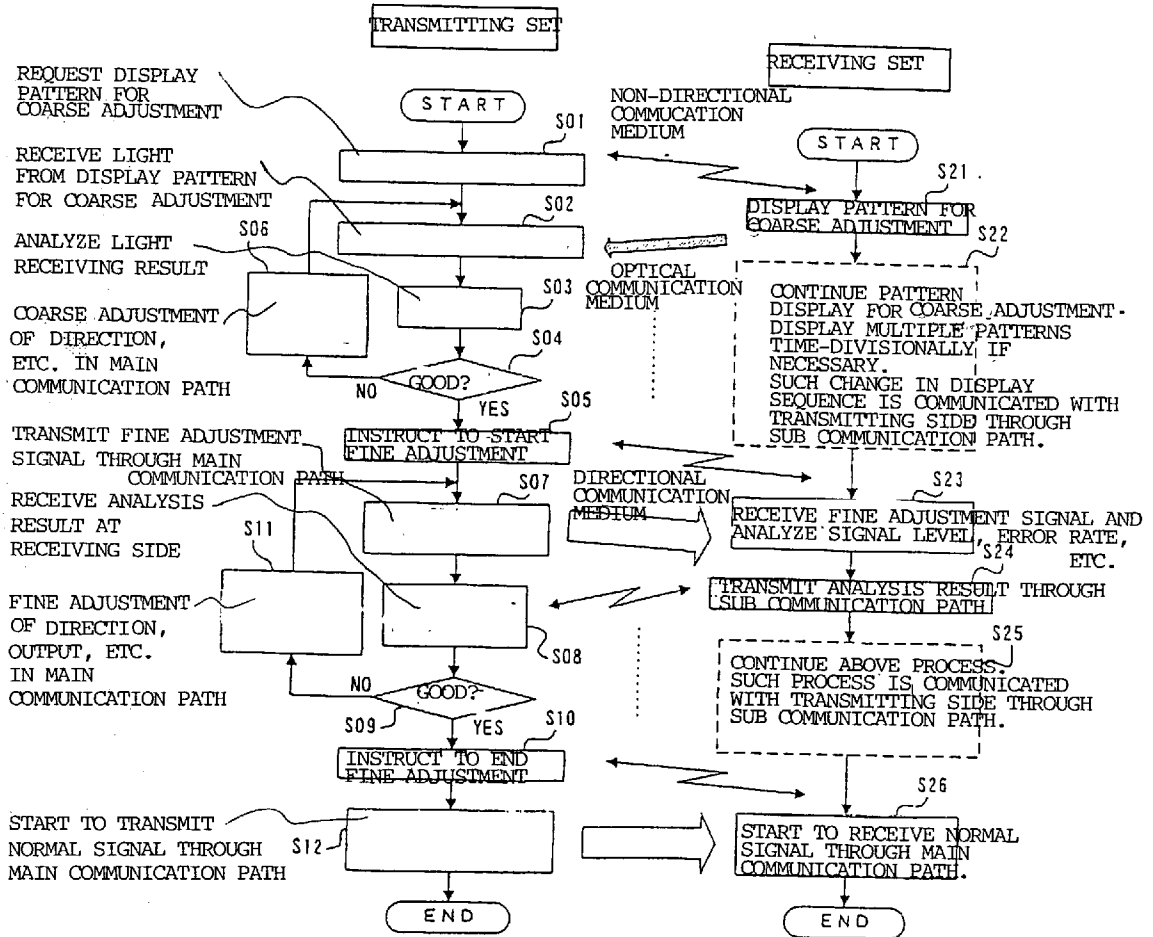 TRANSMITTING SET
RECEIVING SET
REQUEST DISPLAY
PATTERN FOR
COARSE ADJUSTMENT
START
S01
NON-DIRECTIONAL
COMMUCATION
MEDIUM
START
RECEIVE LIGHT
FROM DISPLAY PATTERN
FOR COARSE ADJUSTMENT
S02
S21
DISPLAY PATTERN FOR
COARSE ADJUSTMENT
S06
ANALYZE LIGHT
RECEIVING RESULT
S03
OPTICAL
COMMUNICATION
MEDIUM
S22
CONTINUE PATTERN
DISPLAY FOR COARSE ADJUSTMENT.
DISPLAY MULTIPLE PATTERNS
TIME-DIVISIONALLY IF
NECESSARY.
SUCH CHANGE IN DISPLAY
SEQUENCE IS COMMUNICATED WITH
TRANSMITTING SIDE THROUGH
SUB COMMUNICATION PATH.
COARSE ADJUSTMENT
OF DIRECTION,
ETC. IN MAIN
COMMUNICATION PATH
S04
GOOD?
NO
YES
S05
INSTRUCT TO START
FINE ADJUSTMENT
TRANSMIT FINE ADJUSTMENT
SIGNAL THROUGH MAIN
COMMUNICATION PATH
S07
DIRECTIONAL
COMMUNICATION
MEDIUM
S23
RECEIVE FINE ADJUSTMENT SIGNAL AND
ANALYZE SIGNAL LEVEL, ERROR RATE,
ETC.
RECEIVE ANALYSIS
RESULT AT
RECEIVING SIDE
S11
S24
TRANSMIT ANALYSIS RESULT THROUGH
SUB COMMUNICATION PATH
FINE ADJUSTMENT
OF DIRECTION,
OUTPUT, ETC.
IN MAIN
COMMUNICATION PATH
S08
S25
CONTINUE ABOVE PROCESS.
SUCH PROCESS IS COMMUNICATED
WITH TRANSMITTING SIDE THROUGH
SUB COMMUNICATION PATH.
NO
GOOD?
S09
YES
S10
INSTRUCT TO END
FINE ADJUSTMENT
START TO TRANSMIT
NORMAL SIGNAL THROUGH
MAIN COMMUNICATION PATH
S12
S26
START TO RECEIVE NORMAL
SIGNAL THROUGH MAIN
COMMUNICATION PATH.
END
END